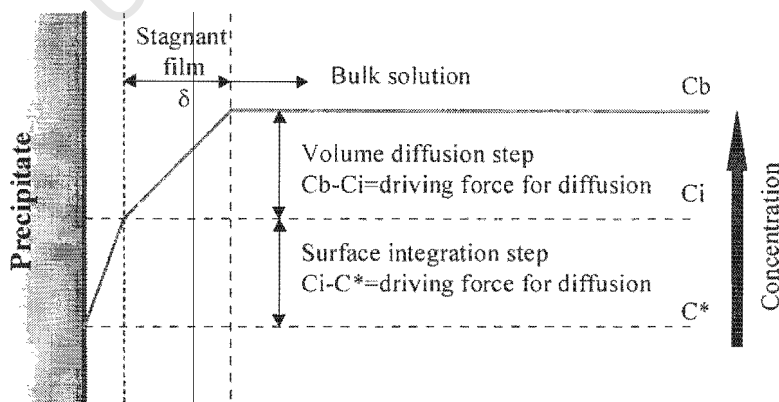 Stagnant
film
δ
Bulk solution
Cb
Volume diffusion step
Cb-Ci=driving force for diffusion
Ci
Surface integration step
Ci-C*=driving force for diffusion
C*
Precipitate
Concentration